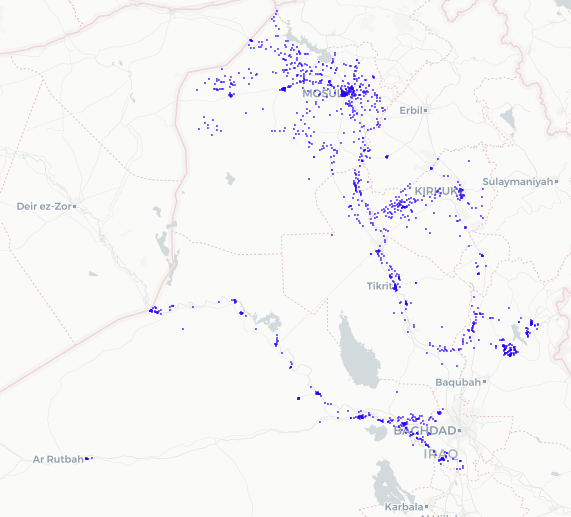 MOSUL
Erbil
KIRKUK
Sulaymaniyah
Deir ez-Zor
Tikrit
Baqubah
BAGHDAD
IRAQ
Ar Rutbah
Karbala